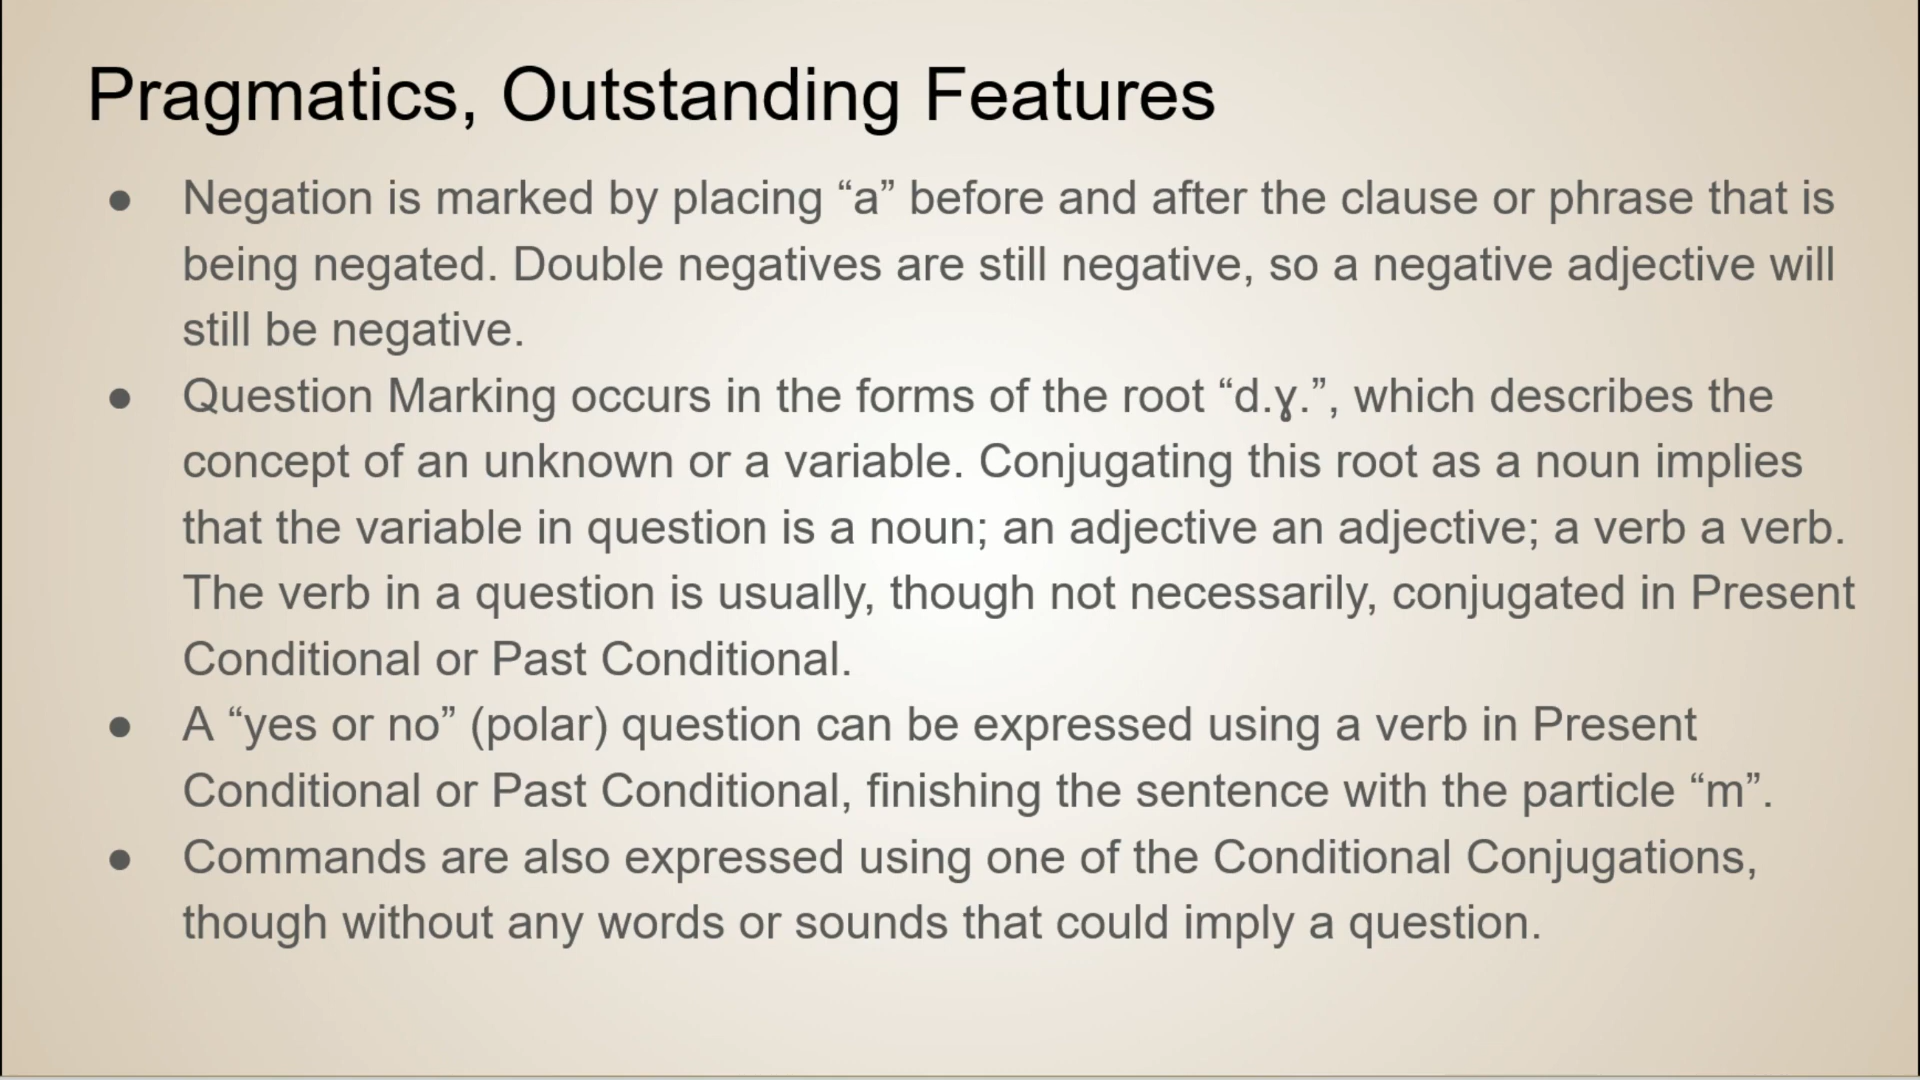 Pragmatics, Outstanding Features
● Negation is marked by placing “a” before and after the clause or phrase that is
being negated. Double negatives are still negative, so a negative adjective will
still be negative.
● Question Marking occurs in the forms of the root “d.ɣ.”, which describes the
concept of an unknown or a variable. Conjugating this root as a noun implies
that the variable in question is a noun; an adjective an adjective; a verb a verb.
The verb in a question is usually, though not necessarily, conjugated in Present
Conditional or Past Conditional.
● A “yes or no” (polar) question can be expressed using a verb in Present
Conditional or Past Conditional, finishing the sentence with the particle “m”.
● Commands are also expressed using one of the Conditional Conjugations,
though without any words or sounds that could imply a question.